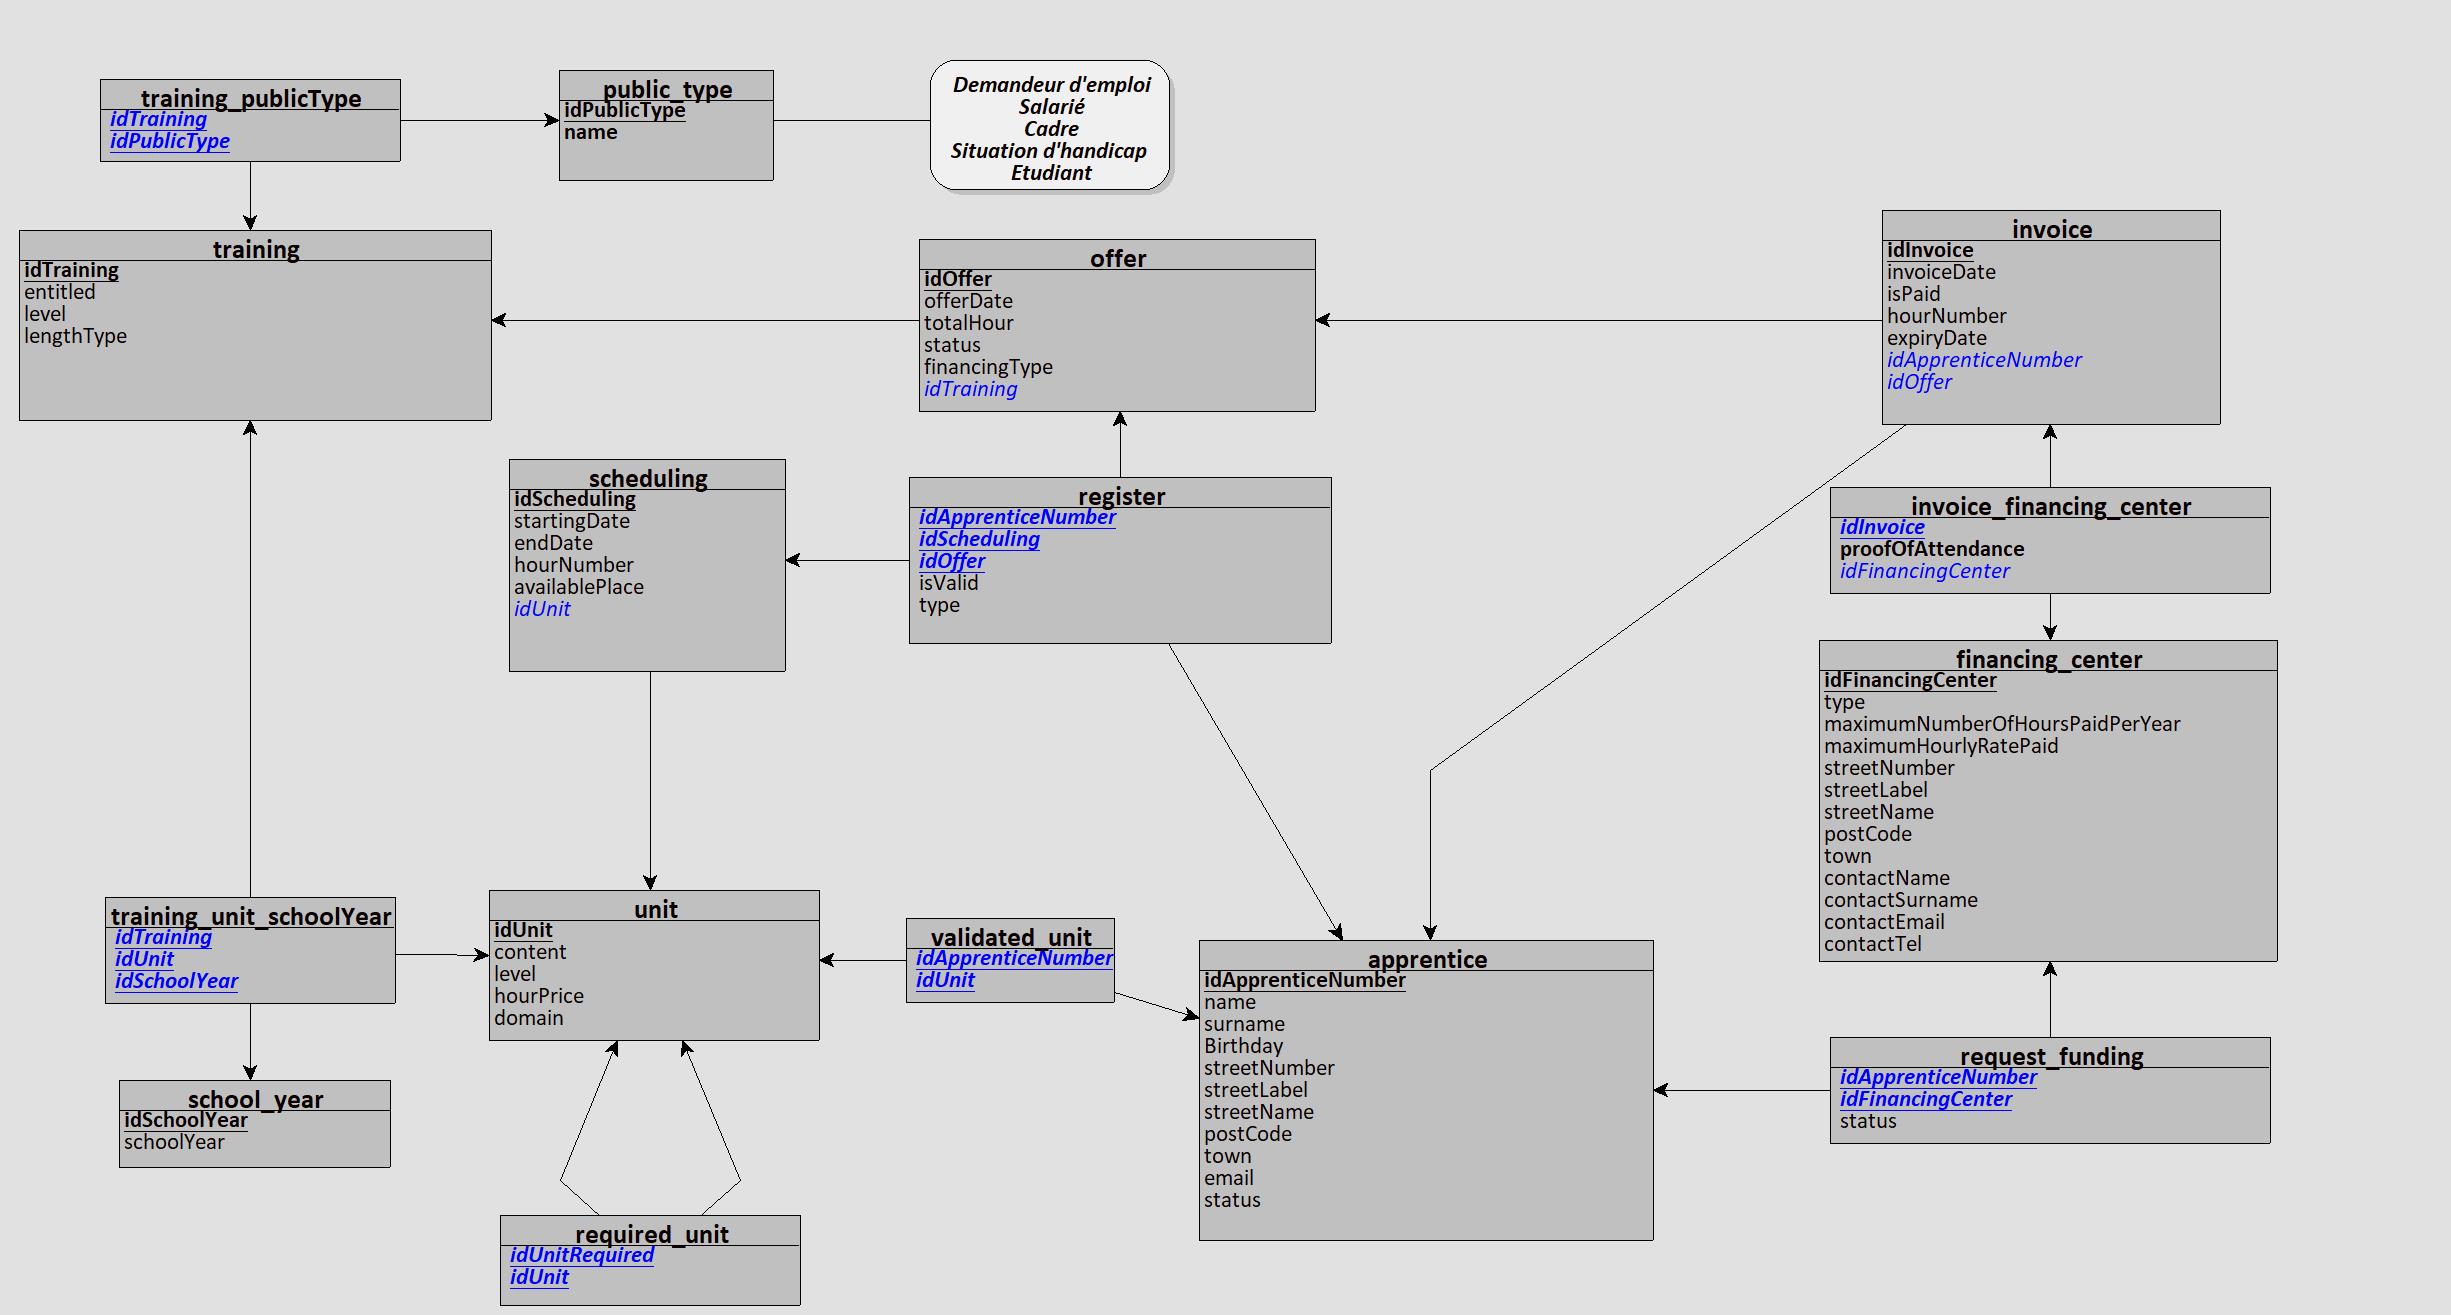 training_publicType
idTraining
idPublicType
public_type
idPublicType
name
Demandeur d'emploi
Salarié
Cadre
Situation d'handicap
Etudiant
training
idTraining
entitled
level
lengthType
offer
idOffer
offerDate
totalHour
status
financingType
idTraining
invoice
idInvoice
invoiceDate
isPaid
hourNumber
expiryDate
idApprenticeNumber
idOffer
scheduling
idScheduling
startingDate
endDate
hourNumber
availablePlace
idUnit
register
idApprenticeNumber
idScheduling
idOffer
isValid
type
invoice_financing_center
idInvoice
proofOfAttendance
idFinancingCenter
financing_center
idFinancingCenter
type
maximumNumberOfHoursPaidPerYear
maximumHourlyRatePaid
streetNumber
streetLabel
streetName
postCode
town
contactName
contactSurname
contactEmail
contactTel
training_unit_schoolYear
idTraining
idUnit
idSchoolYear
unit
idUnit
content
level
hourPrice
domain
validated_unit
idApprenticeNumber
idUnit
apprentice
idApprenticeNumber
name
surname
Birthday
streetNumber
streetLabel
streetName
postCode
town
email
status
request_funding
idApprenticeNumber
idFinancingCenter
status
school_year
idSchoolYear
schoolYear
required_unit
idUnitRequired
idUnit